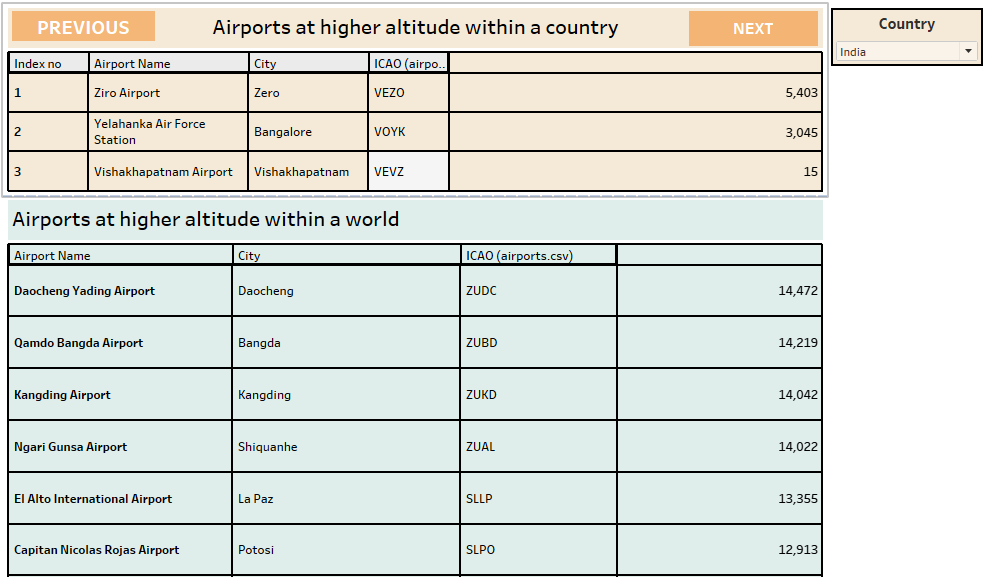 PREVIOUS Airports at higher altitude within a country NEXT
Country
India
Index no Airport Name City ICAO (airpo..
1 Ziro Airport Zero VEZO 5,403
2 Yelahanka Air Force Station Bangalore VOYK 3,045
3 Vishakhapatnam Airport Vishakhapatnam VEVZ 15
Airports at higher altitude within a world
Airport Name City ICAO (airports.csv)
Daocheng Yading Airport Daocheng ZUDC 14,472
Qamdo Bangda Airport Bangda ZUBD 14,219
Kangding Airport Kangding ZUKD 14,042
Ngari Gunsa Airport Shiquanhe ZUAL 14,022
El Alto International Airport La Paz SLLP 13,355
Capitan Nicolas Rojas Airport Potosi SLPO 12,913